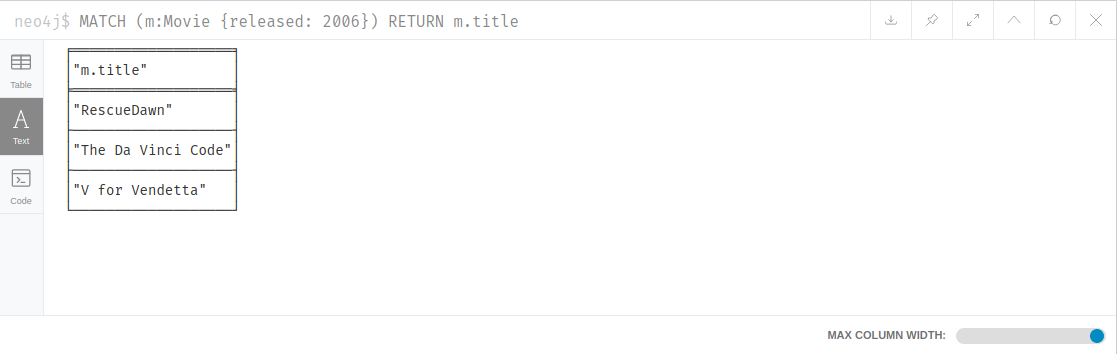 neo4j$ MATCH (m:Movie {released: 2006}) RETURN m.title
Table
Text
Code
"m.title"
"RescueDawn"
"The Da Vinci Code"
"V for Vendetta"
MAX COLUMN WIDTH: